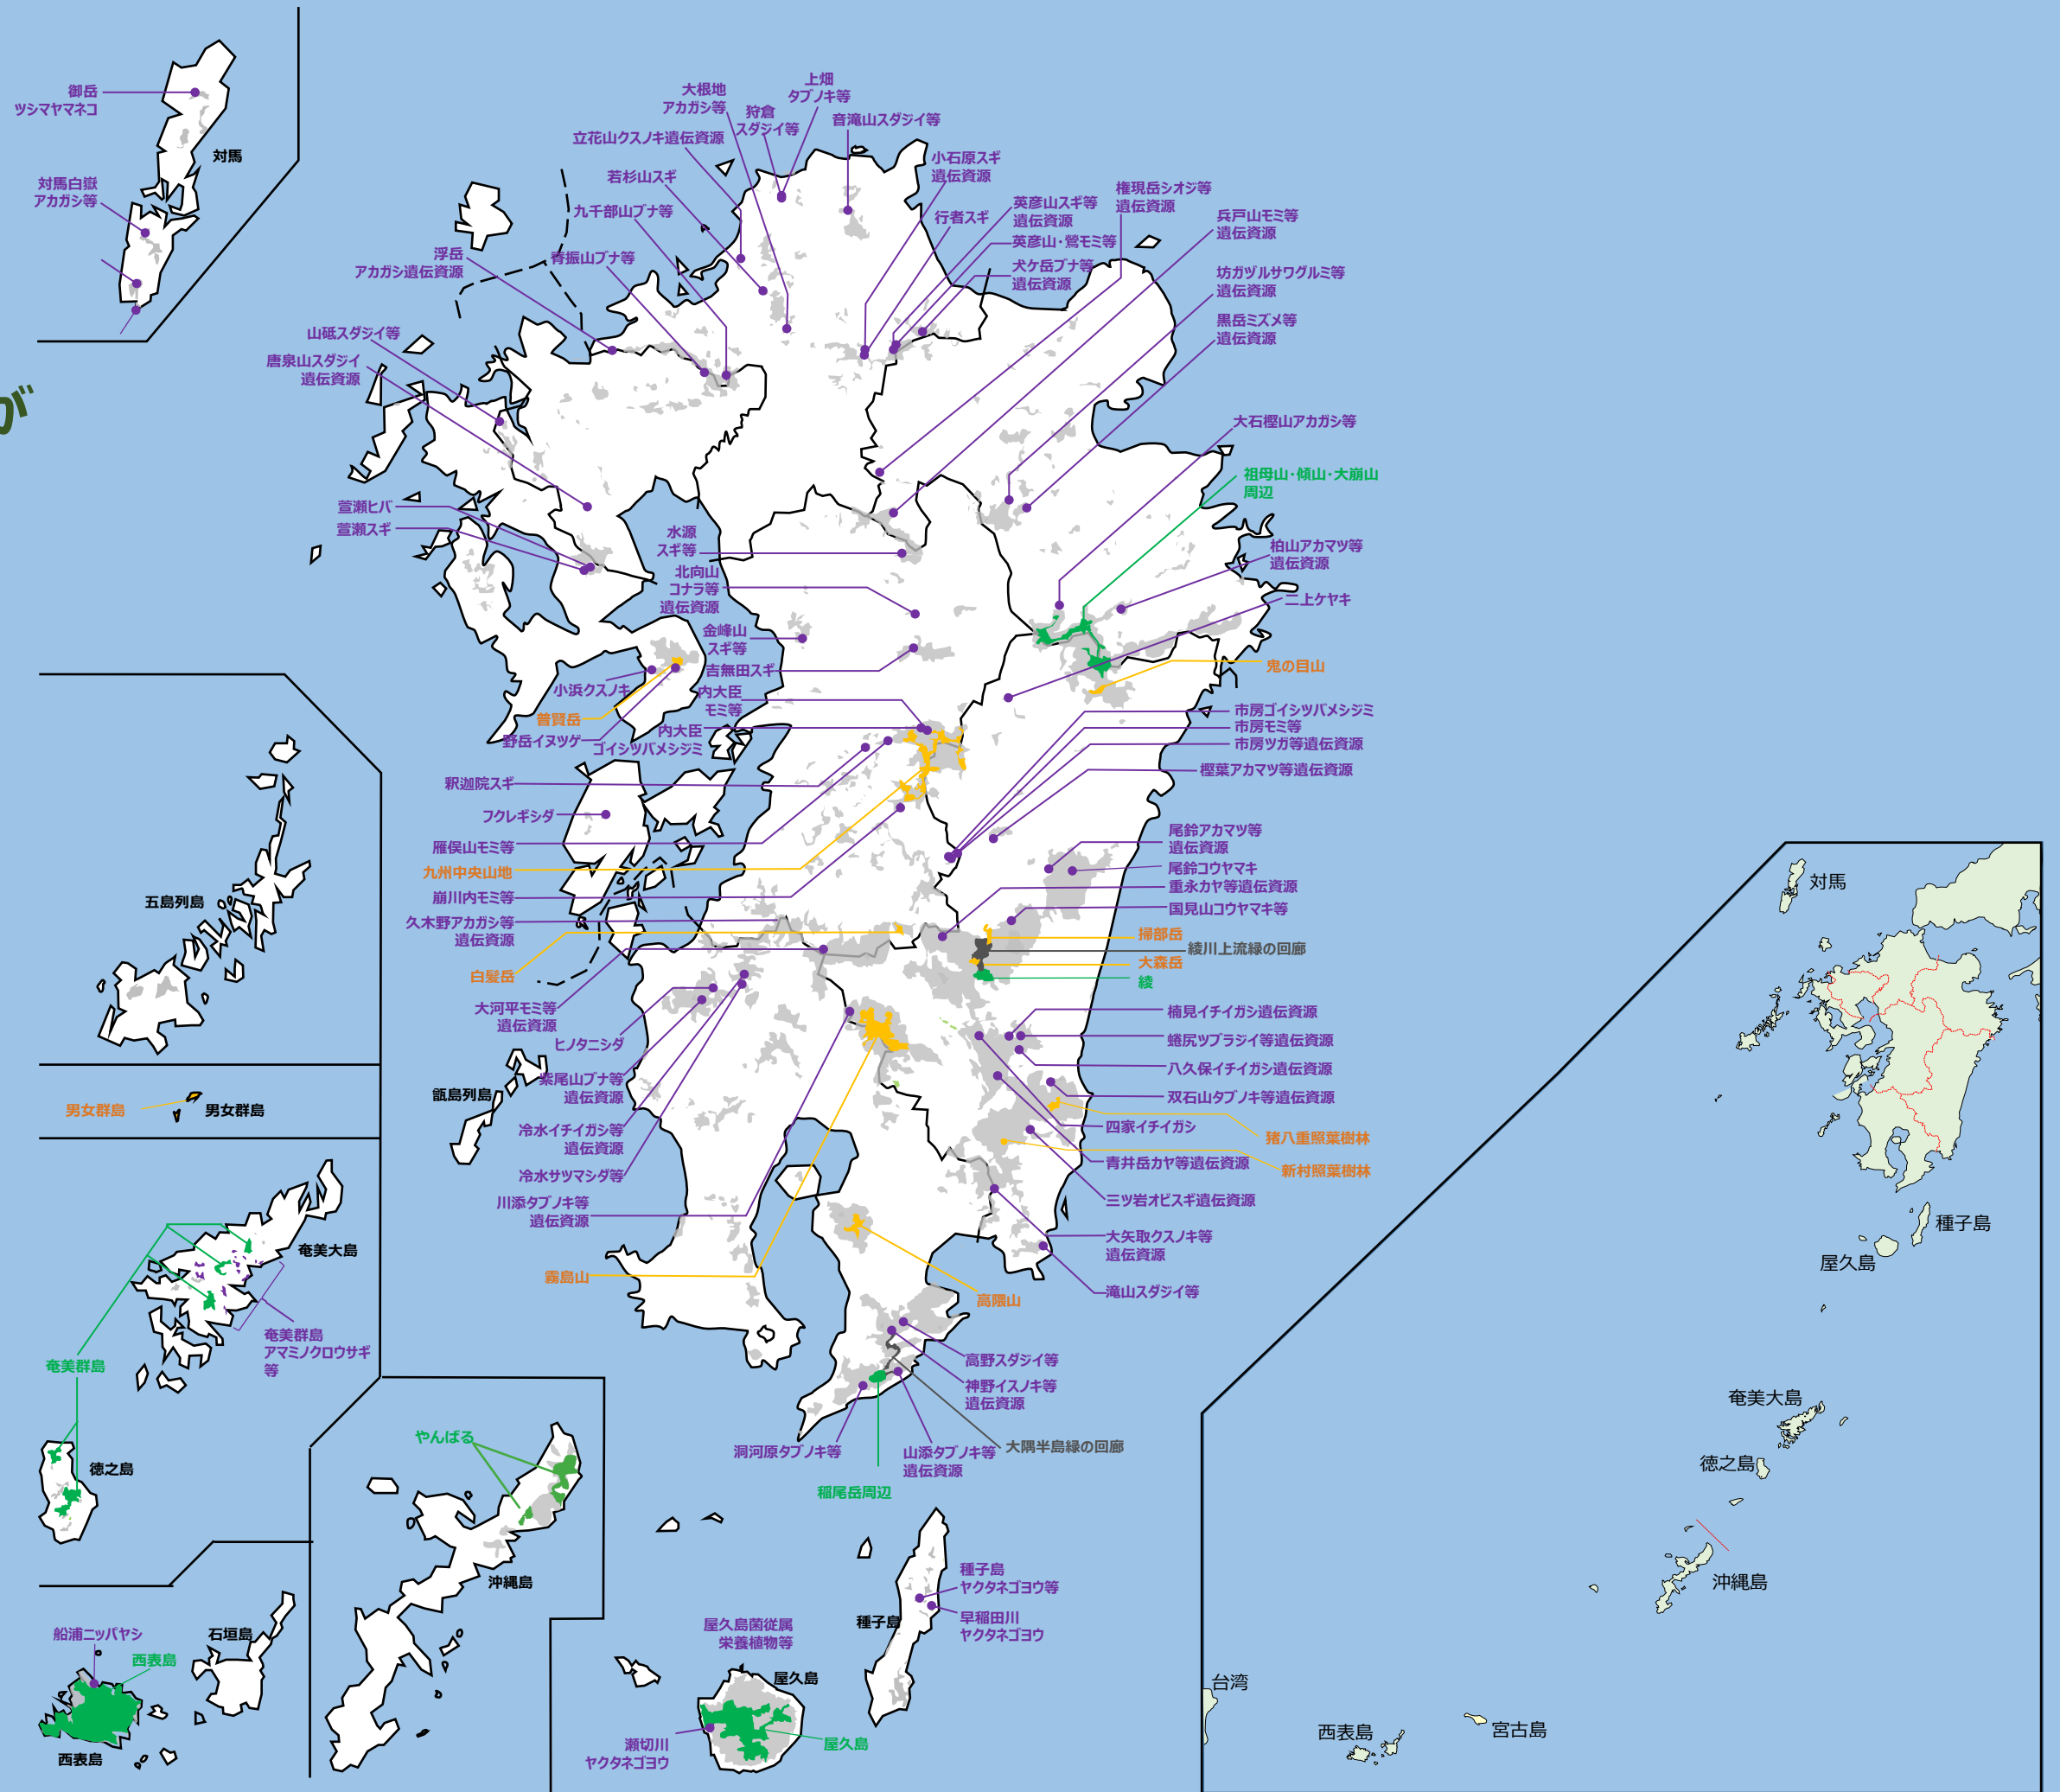 御岳
ツシマヤマネコ
対馬
対馬白嶽
アカガシ等
が
大根地
アカガシ等
狩倉
スダジイ等
上畑
タブノキ等
音滝山スダジイ等
立花山クスノキ遺伝資源
若杉山スギ
九千部山ブナ等
脊振山ブナ等
浮岳
アカガシ遺伝資源
山砥スダジイ等
唐泉山スダジイ
遺伝資源
小石原スギ
遺伝資源
行者スギ
英彦山スギ等
遺伝資源
英彦山・鶯モミ等
犬ケ岳ブナ等
遺伝資源
権現岳シオジ等
遺伝資源
兵戸山モミ等
遺伝資源
坊ガヅルサワグルミ等
遺伝資源
黒岳ミズメ等
遺伝資源
大石樫山アカガシ等
祖母山・傾山・大崩山
周辺
柏山アカマツ等
遺伝資源
二上ケヤキ
鬼の目山
萱瀬ヒバ
萱瀬スギ
水源
スギ等
北向山
コナラ等
遺伝資源
金峰山
スギ等
吉無田スギ
小浜クスノキ
普賢岳
野岳イヌツゲ
内大臣
モミ等
内大臣
ゴイシツバメシジミ
釈迦院スギ
フクレギシダ
雁俣山モミ等
九州中央山地
崩川内モミ等
久木野アカガシ等
遺伝資源
白髪岳
大河平モミ等
遺伝資源
ヒノタニシダ
紫尾山ブナ等
遺伝資源
冷水イチイガシ等
遺伝資源
冷水サツマシダ等
川添タブノキ等
遺伝資源
霧島山
市房ゴイシツバメシジミ
市房モミ等
市房ツガ等遺伝資源
樫葉アカマツ等遺伝資源
尾鈴アカマツ等
遺伝資源
尾鈴コウヤマキ
重永カヤ等遺伝資源
国見山コウヤマキ等
掃部岳
綾川上流緑の回廊
大森岳
綾
楠見イチイガシ遺伝資源
蜷尻ツブラジイ等遺伝資源
八久保イチイガシ遺伝資源
双石山タブノキ等遺伝資源
四家イチイガシ
猪八重照葉樹林
青井岳カヤ等遺伝資源
新村照葉樹林
三ツ岩オビスギ遺伝資源
大矢取クスノキ等
遺伝資源
滝山スダジイ等
高隈山
高野スダジイ等
神野イスノキ等
遺伝資源
大隅半島緑の回廊
洞河原タブノキ等
山添タブノキ等
遺伝資源
稲尾岳周辺
五島列島
男女群島
男女群島
甑島列島
奄美大島
奄美群島
アマミノクロウサギ
等
奄美群島
徳之島
やんばる
沖縄島
船浦ニッパヤシ
西表島
石垣島
西表島
種子島
ヤクタネゴヨウ等
早稲田川
ヤクタネゴヨウ
種子島
屋久島菌従属
栄養植物等
屋久島
瀬切川
ヤクタネゴヨウ
屋久島
対馬
種子島
屋久島
奄美大島
徳之島
沖縄島
台湾
西表島
宮古島